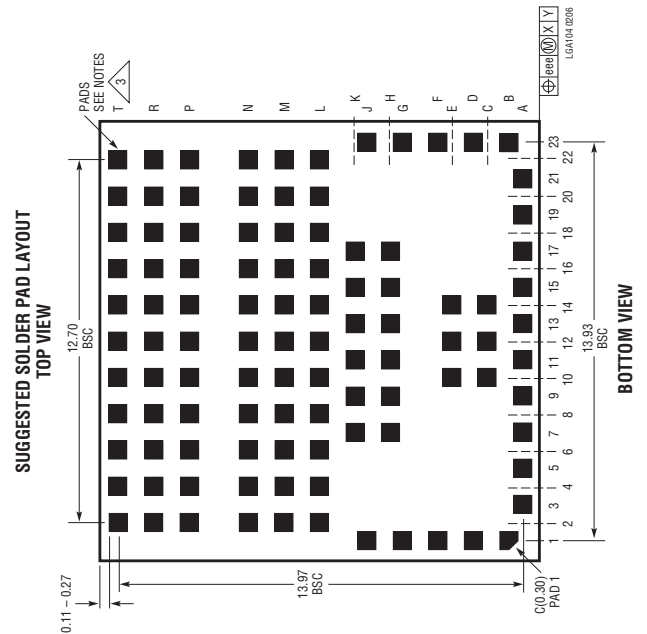 SUGGESTED SOLDER PAD LAYOUT
TOP VIEW
12.70
BSC
PADS
SEE NOTES
3
0.11 – 0.27
T
R
P
N
M
L
K
J
H
G
F
E
D
C
B
A
13.97
BSC
C(0.30)
PAD 1
1
2
3
4
5
6
7
8
9
10
11
12
13
14
15
16
17
18
19
20
21
22
23
13.93
BSC
eee M X Y
LGA104 0206
BOTTOM VIEW